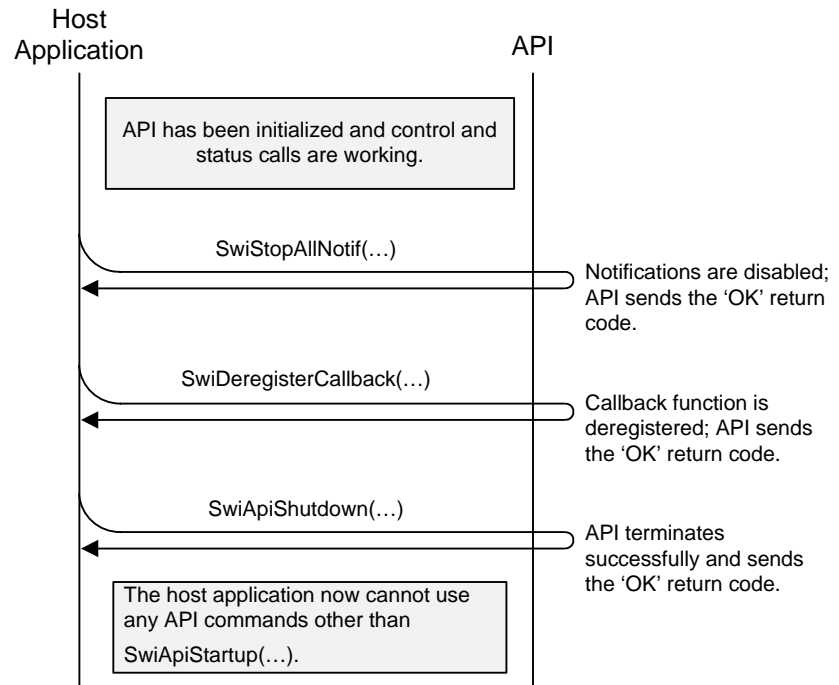 Host
Application
API
API has been initialized and control and
status calls are working.
SwiStopAllNotif(…)
Notifications are disabled;
API sends the ‘OK’ return
code.
SwiDeregisterCallback(…)
Callback function is
deregistered; API sends
the ‘OK’ return code.
SwiApiShutdown(…)
API terminates
successfully and sends
the ‘OK’ return code.
The host application now cannot use
any API commands other than
SwiApiStartup(…).